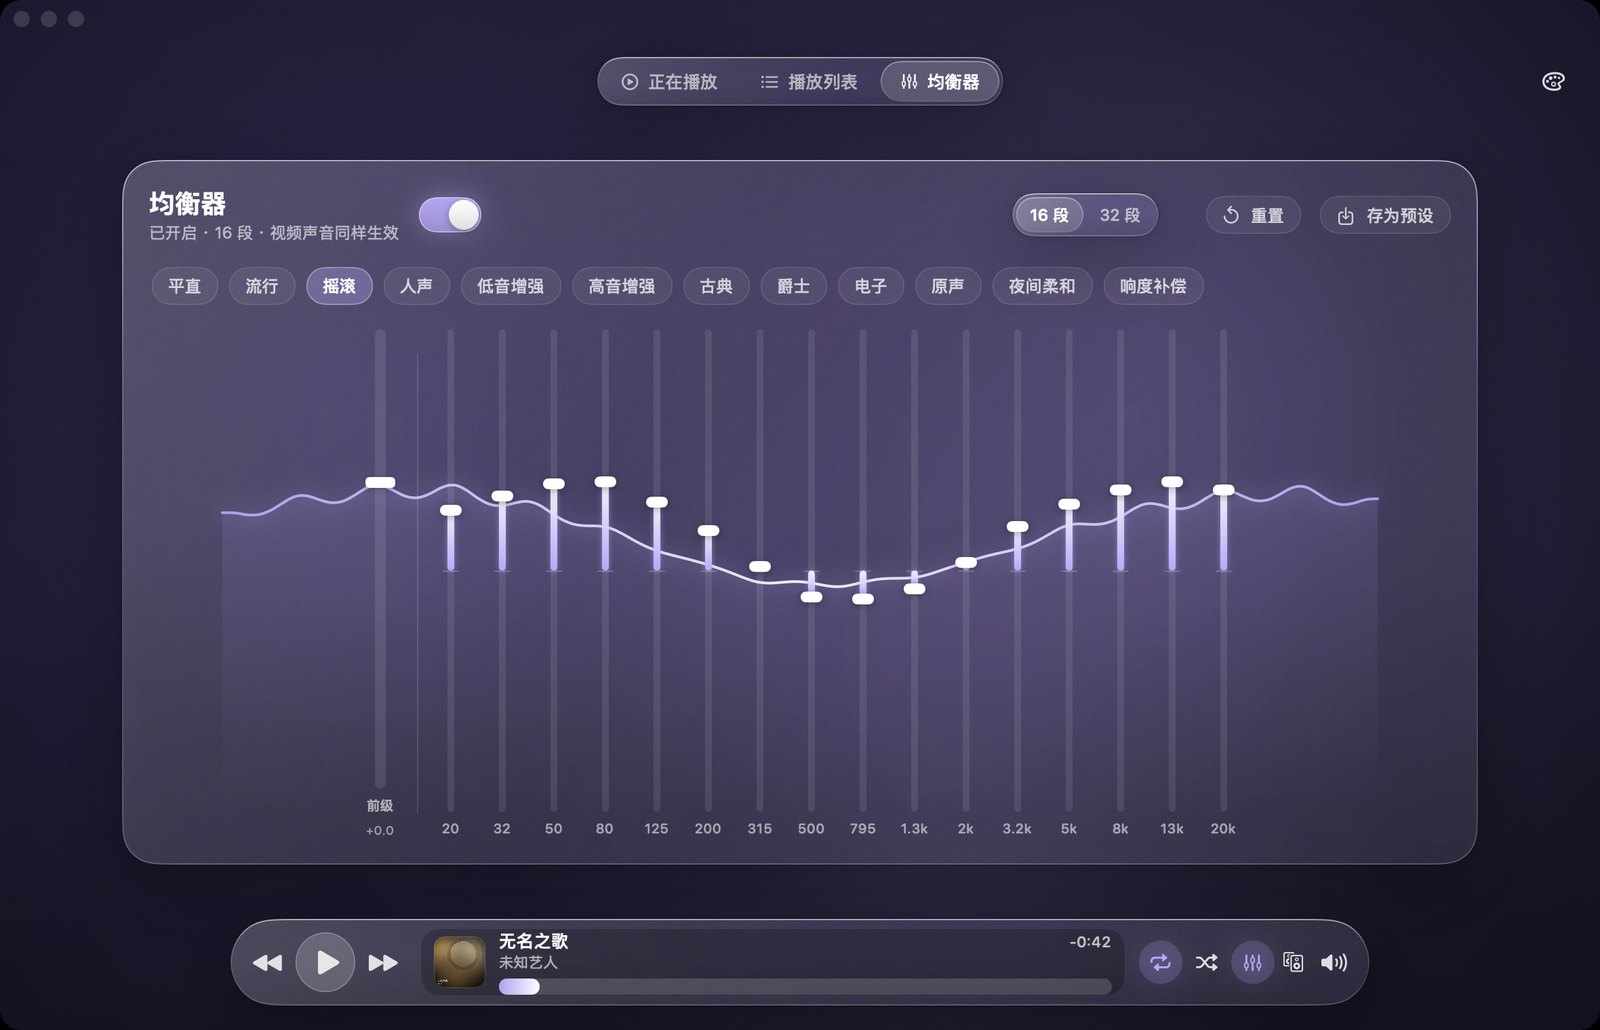 正在播放
播放列表
均衡器
均衡器
已开启 · 16 段 · 视频声音同样生效
16 段
32 段
重置
存为预设
平直
流行
摇滚
人声
低音增强
高音增强
古典
爵士
电子
原声
夜间柔和
响度补偿
前级
+0.0
20
32
50
80
125
200
315
500
795
1.3k
2k
3.2k
5k
8k
13k
20k
无名之歌
-0:42
未知艺人